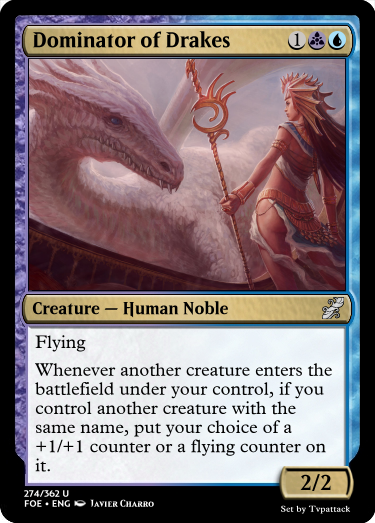 Dominator of Drakes 1
Creature — Human Noble
Flying
Whenever another creature enters the
battlefield under your control, if you
control another creature with the
same name, put your choice of a
+1/+1 counter or a flying counter on
it.
2/2
274/362 U
FOE • ENG Javier Charro
Set by Tvpattack